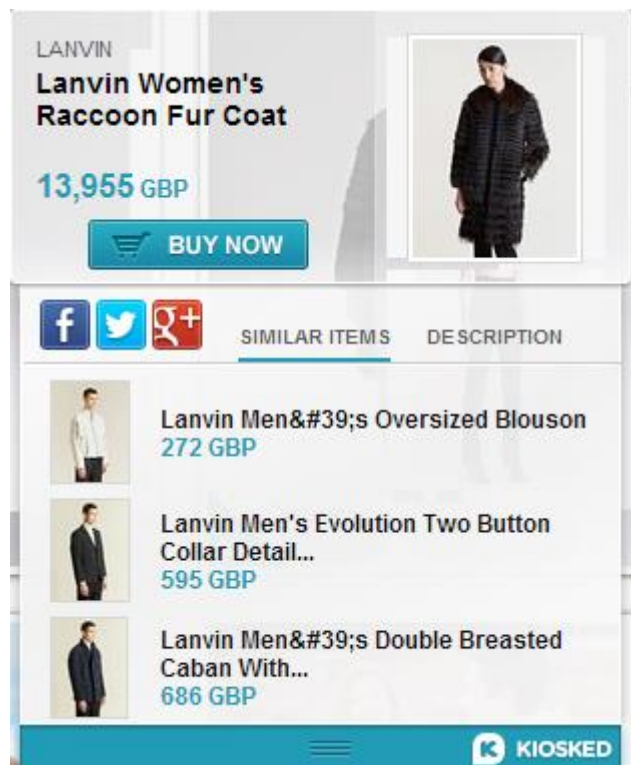 LANVIN
Lanvin Women's
Raccoon Fur Coat
13,955 GBP
BUY NOW
f g+
SIMILAR ITEMS DESCRIPTION
Lanvin Men&#39;s Oversized Blouson
272 GBP
Lanvin Men's Evolution Two Button
Collar Detail...
595 GBP
Lanvin Men&#39;s Double Breasted
Caban With...
686 GBP
K KIOSKED